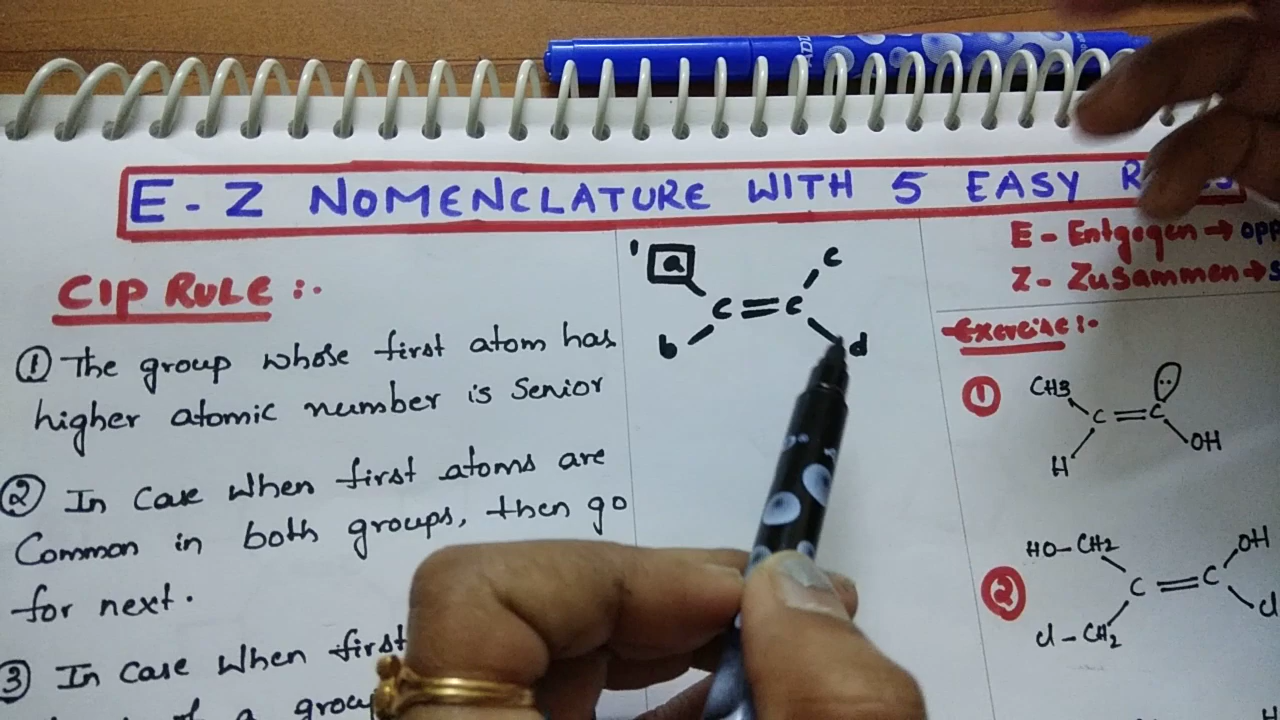 E - Z NOMENCLATURE WITH 5 EASY
E - Entgegen → opp
Z - Zusammen →
CIP RULE :-
① The group whose first atom has
higher atomic number is Senior
② In Case when first atoms are
Common in both groups, then go
for next.
③ In Case when first
of a
1 a
c
C = C
b
d
Exercise :-
①
CH3
C = C
H
OH
②
HO-CH2
OH
C = C
Cl-CH2
Cl
H